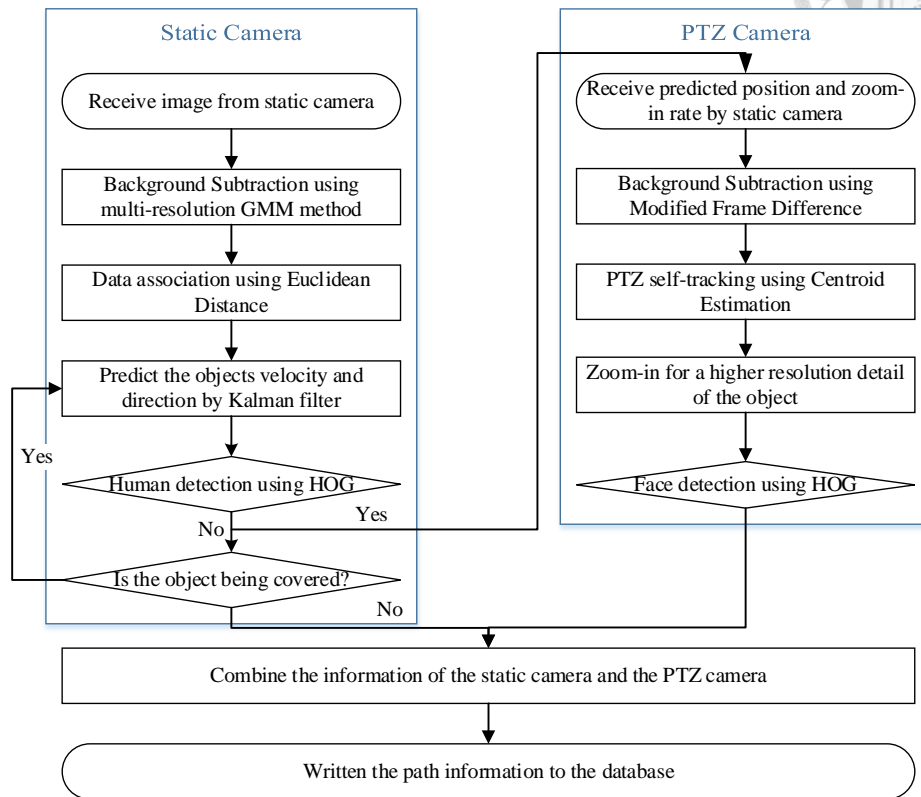 Static Camera
Receive image from static camera
Background Subtraction using
multi-resolution GMM method
Data association using Euclidean
Distance
Predict the objects velocity and
direction by Kalman filter
Yes
Human detection using HOG
No
Yes
Is the object being covered?
No
PTZ Camera
Receive predicted position and zoom-
in rate by static camera
Background Subtraction using
Modified Frame Difference
PTZ self-tracking using Centroid
Estimation
Zoom-in for a higher resolution detail
of the object
Face detection using HOG
Combine the information of the static camera and the PTZ camera
Written the path information to the database